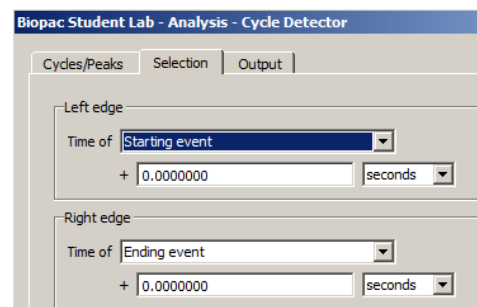 Biopac Student Lab - Analysis - Cycle Detector
Cycles/Peaks Selection Output
Left edge
Time of Starting event
+ 0.0000000 seconds
Right edge
Time of Ending event
+ 0.0000000 seconds